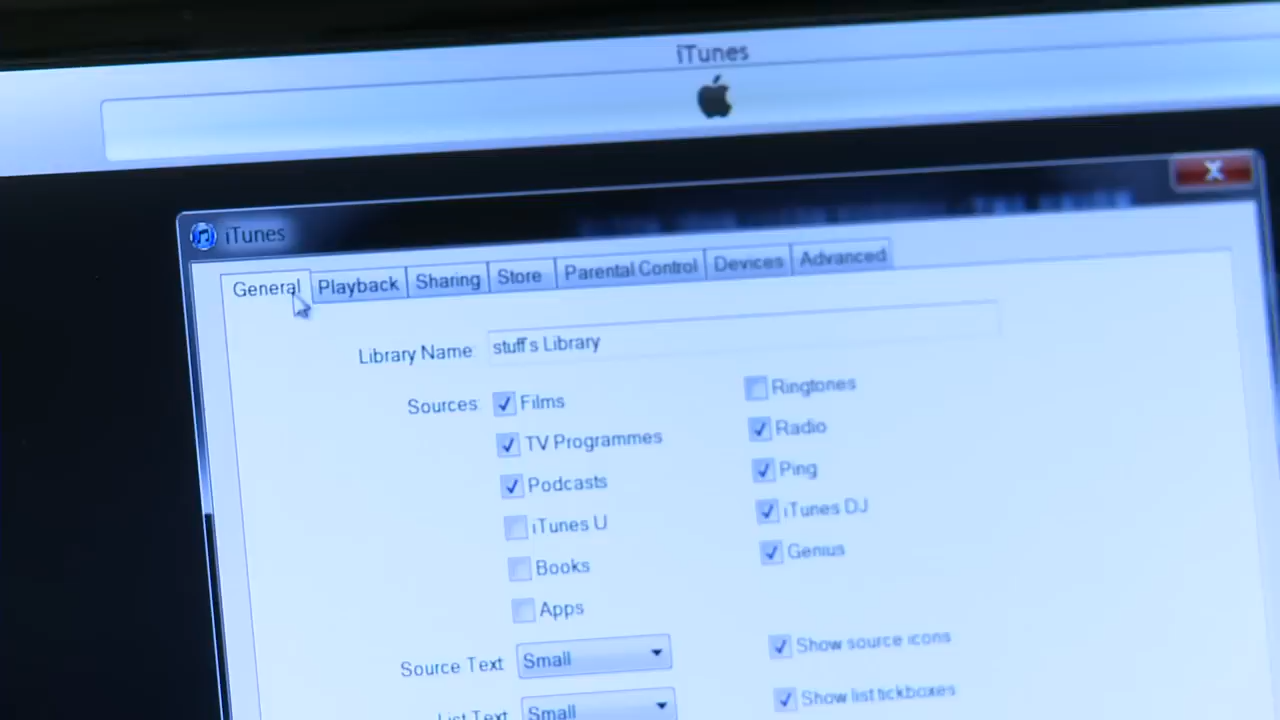 iTunes
iTunes
General Playback Sharing Store Parental Control Devices Advanced
Library Name: stuff's Library
Sources Films Ringtones
TV Programmes Radio
Podcasts Ping
iTunes U iTunes DJ
Books Genius
Apps
Source Text Small Show source icons
List Text Small Show list tickboxes